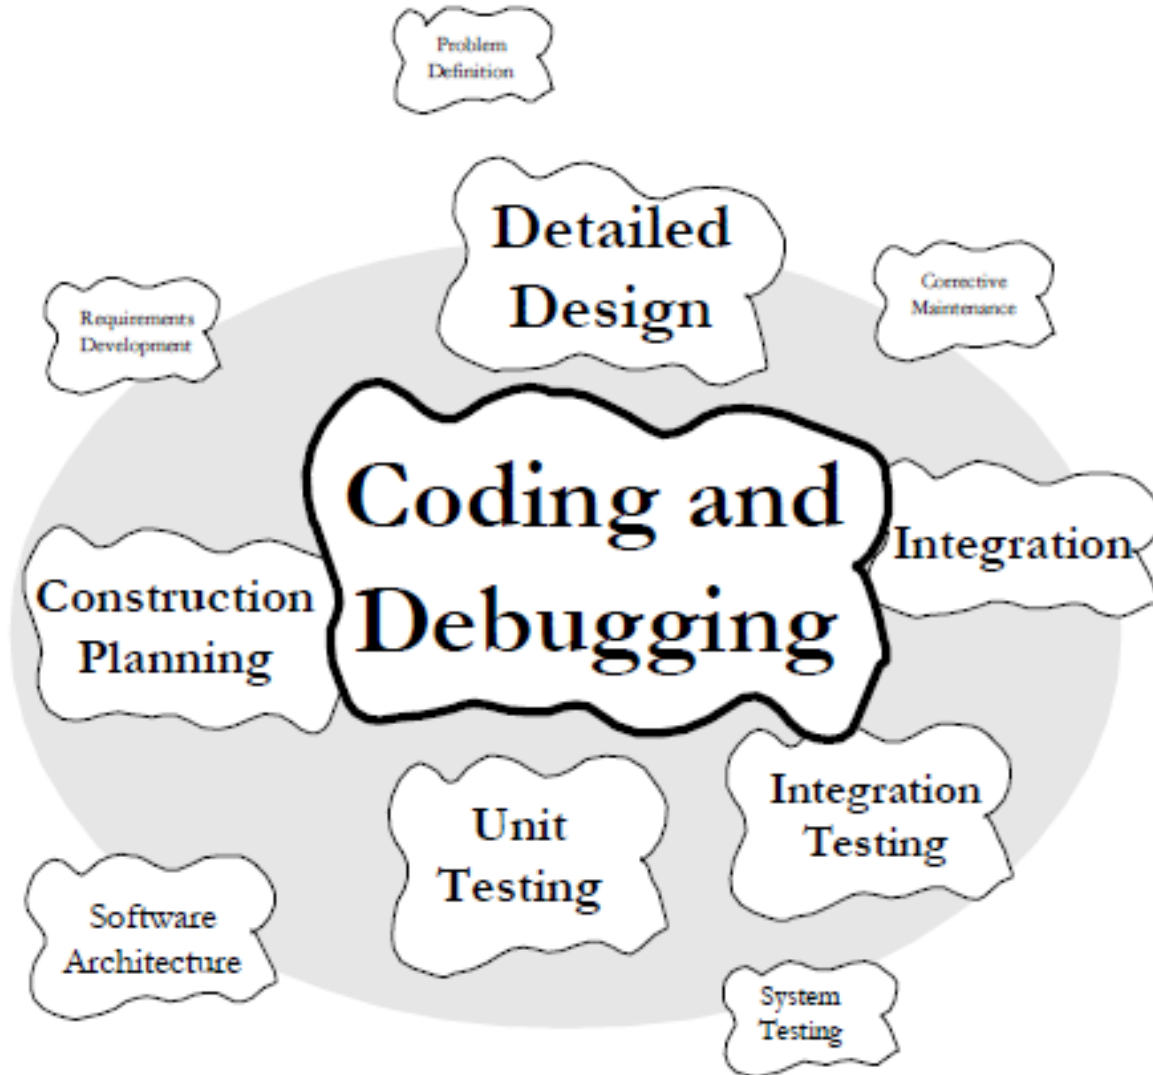 Problem
Definition
Detailed
Design
Corrective
Maintenance
Requirements
Development
Coding and
Debugging
Integration
Construction
Planning
Integration
Testing
Unit
Testing
Software
Architecture
System
Testing